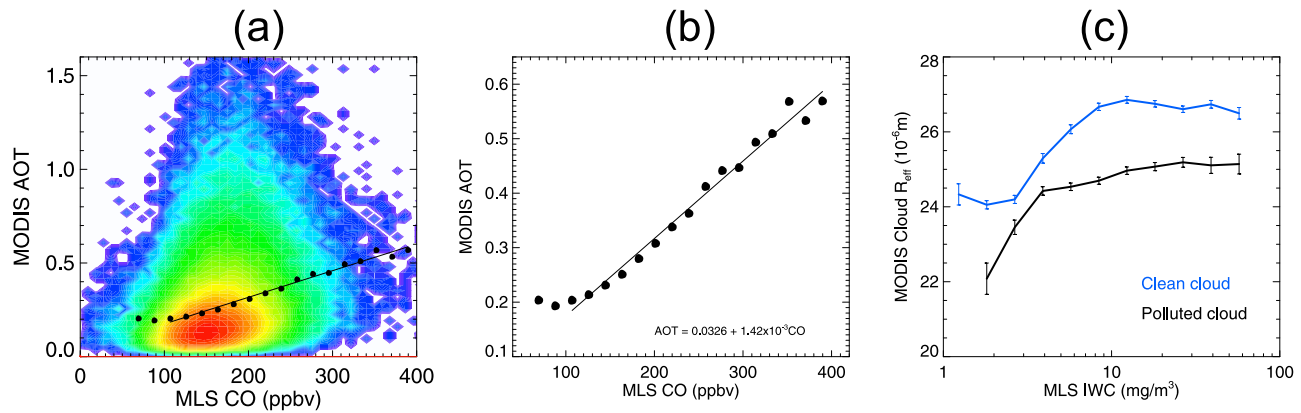 (a)
1.5
1.0
0.5
0.0
MODIS AOT
0
100
200
300
400
MLS CO (ppbv)
(b)
0.6
0.5
0.4
0.3
0.2
0.1
MODIS AOT
AOT = 0.0326 + 1.42x10⁻³CO
100
200
300
400
MLS CO (ppbv)
(c)
28
26
24
22
20
MODIS Cloud R_eff (10⁻⁶m)
Clean cloud
Polluted cloud
1
10
100
MLS IWC (mg/m³)